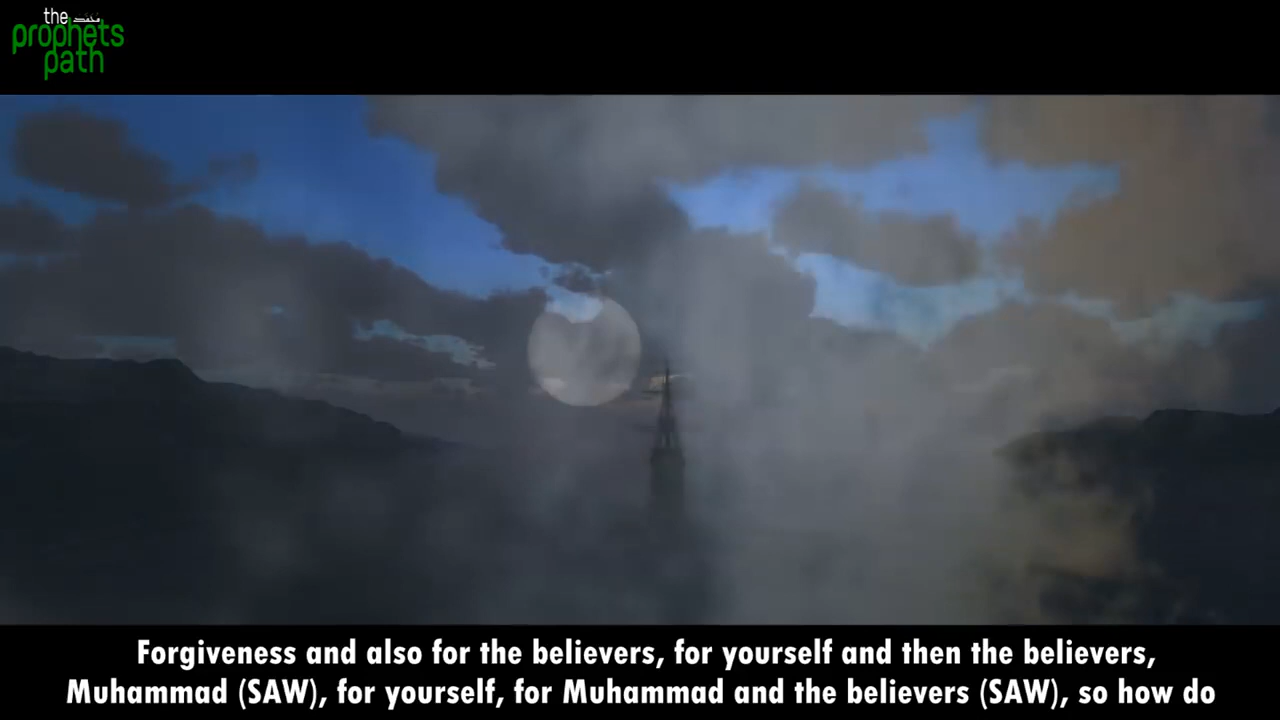 the
prophets
path
Forgiveness and also for the believers, for yourself and then the believers,
Muhammad (SAW), for yourself, for Muhammad and the believers (SAW), so how do